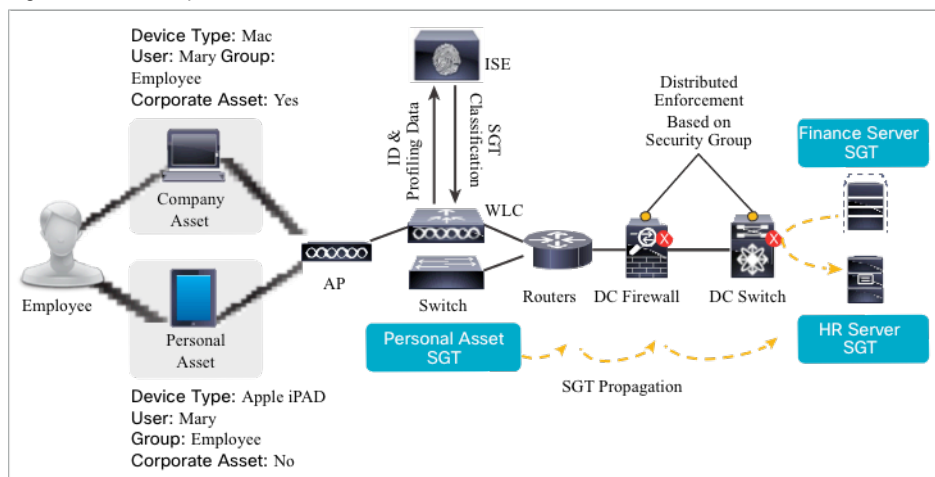 Device Type: Mac
User: Mary Group:
Employee
Corporate Asset: Yes
ISE
Distributed
Enforcement
Based on
Security Group
ID &
Profiling Data
SGT
Classification
Finance Server
SGT
Company
Asset
WLC
Employee
AP
Switch
Routers
DC Firewall
DC Switch
Personal
Asset
Personal Asset
SGT
HR Server
SGT
SGT Propagation
Device Type: Apple iPAD
User: Mary
Group: Employee
Corporate Asset: No